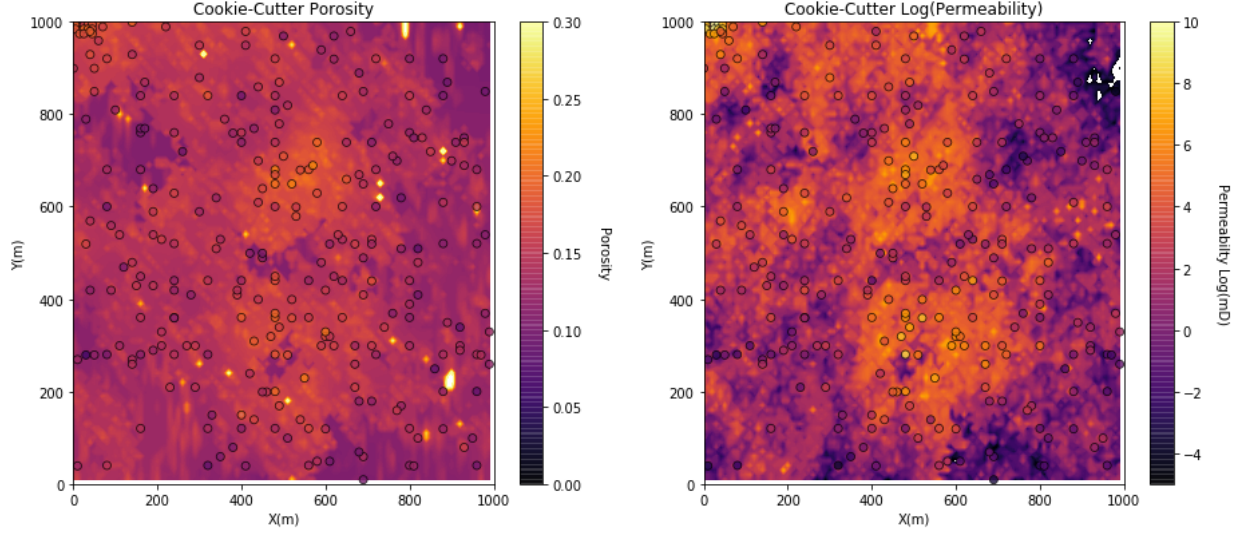 Cookie-Cutter Porosity
1000
800
600
400
200
0
Y(m)
0 200 400 600 800 1000
X(m)
0.30
0.25
0.20
0.15
0.10
0.05
0.00
Porosity
Cookie-Cutter Log(Permeability)
1000
800
600
400
200
0
Y(m)
0 200 400 600 800 1000
X(m)
10
8
6
4
2
0
−2
−4
Permeabilty Log(mD)